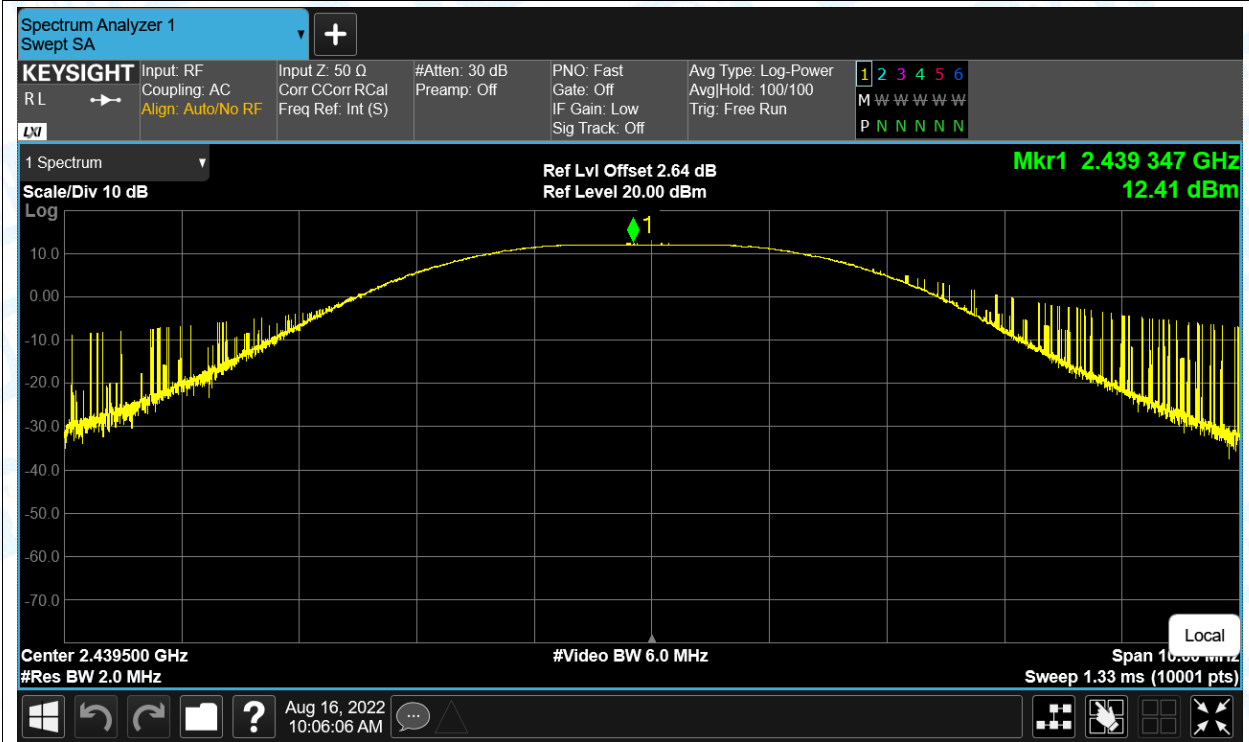 Spectrum Analyzer 1
Swept SA
+
KEYSIGHT
R L
LXI
Input: RF
Coupling: AC
Align: Auto/No RF
Input Z: 50 Ω
Corr CCorr RCal
Freq Ref: Int (S)
#Atten: 30 dB
Preamp: Off
PNO: Fast
Gate: Off
IF Gain: Low
Sig Track: Off
Avg Type: Log-Power
Avg|Hold: 100/100
Trig: Free Run
1 2 3 4 5 6
M W W W W W
P N N N N N
1 Spectrum
Scale/Div 10 dB
Log
Ref Lvl Offset 2.64 dB
Ref Level 20.00 dBm
Mkr1 2.439 347 GHz
12.41 dBm
1
10.0
0.00
-10.0
-20.0
-30.0
-40.0
-50.0
-60.0
-70.0
Local
Center 2.439500 GHz
#Video BW 6.0 MHz
Span 10.00 MHz
#Res BW 2.0 MHz
Sweep 1.33 ms (10001 pts)
?
Aug 16, 2022
10:06:06 AM